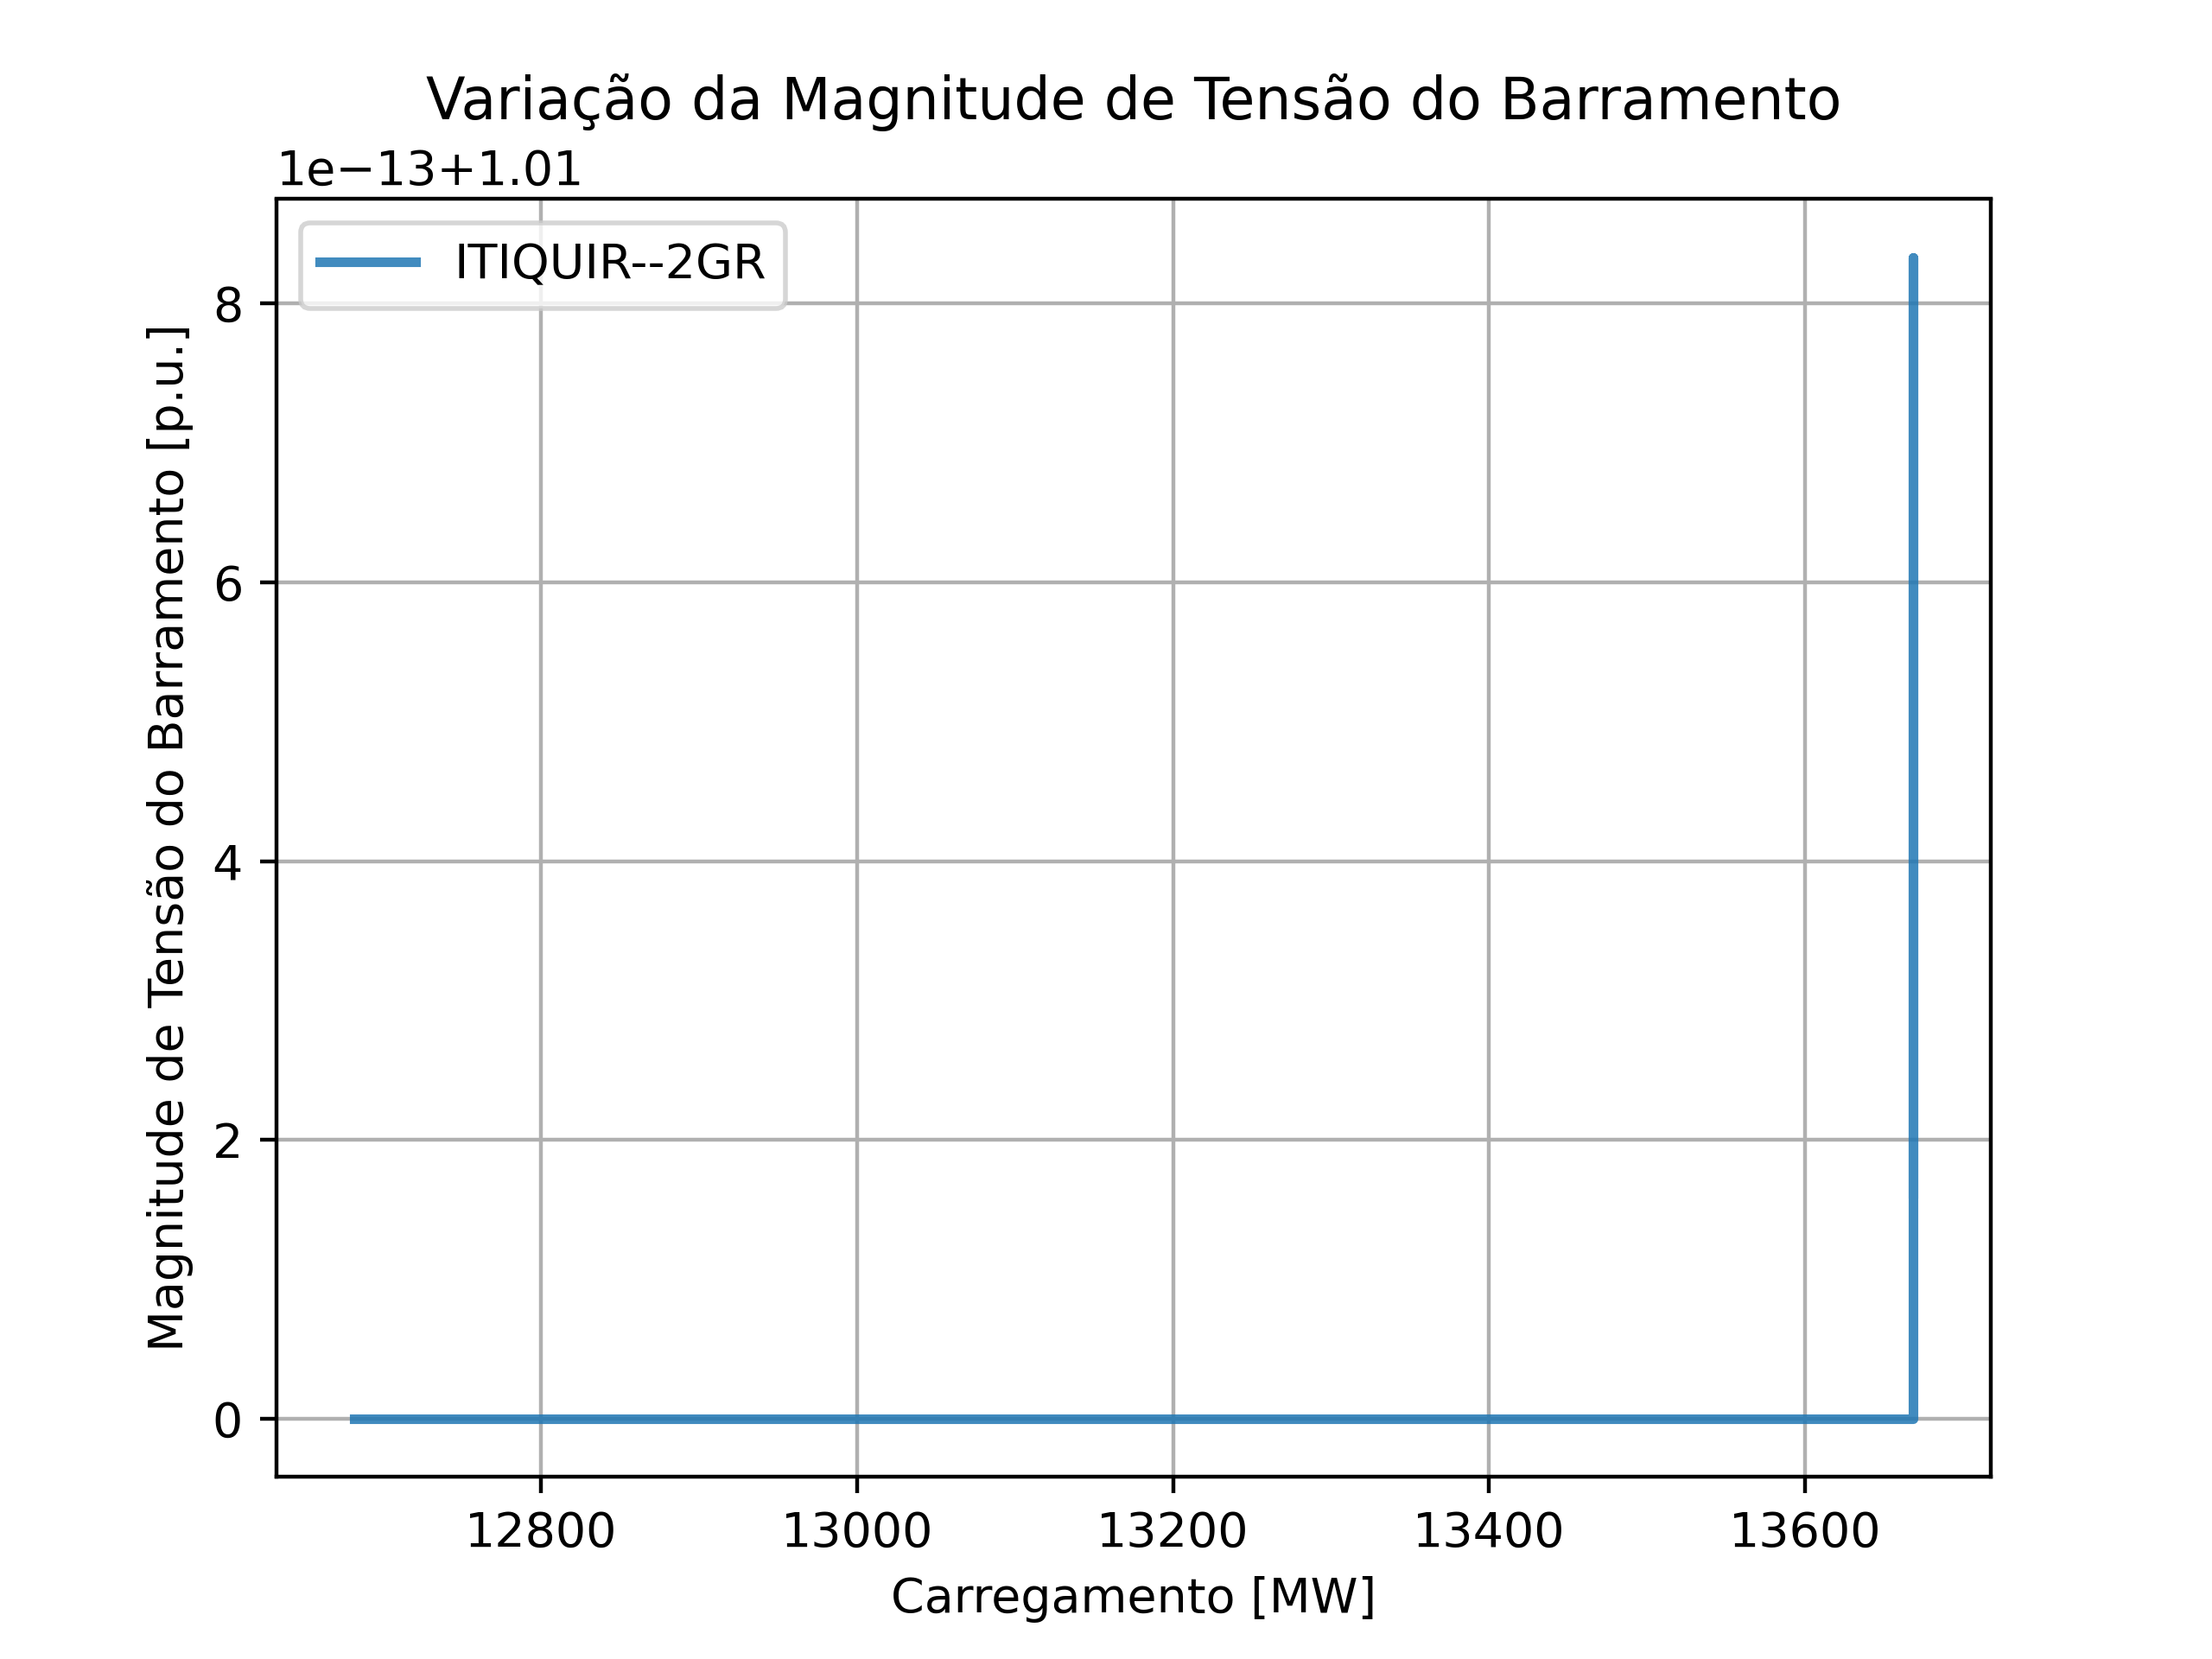 Variação da Magnitude de Tensão do Barramento
1e−13+1.01
ITIQUIR--2GR
Magnitude de Tensão do Barramento [p.u.]
8
6
4
2
0
12800 13000 13200 13400 13600
Carregamento [MW]